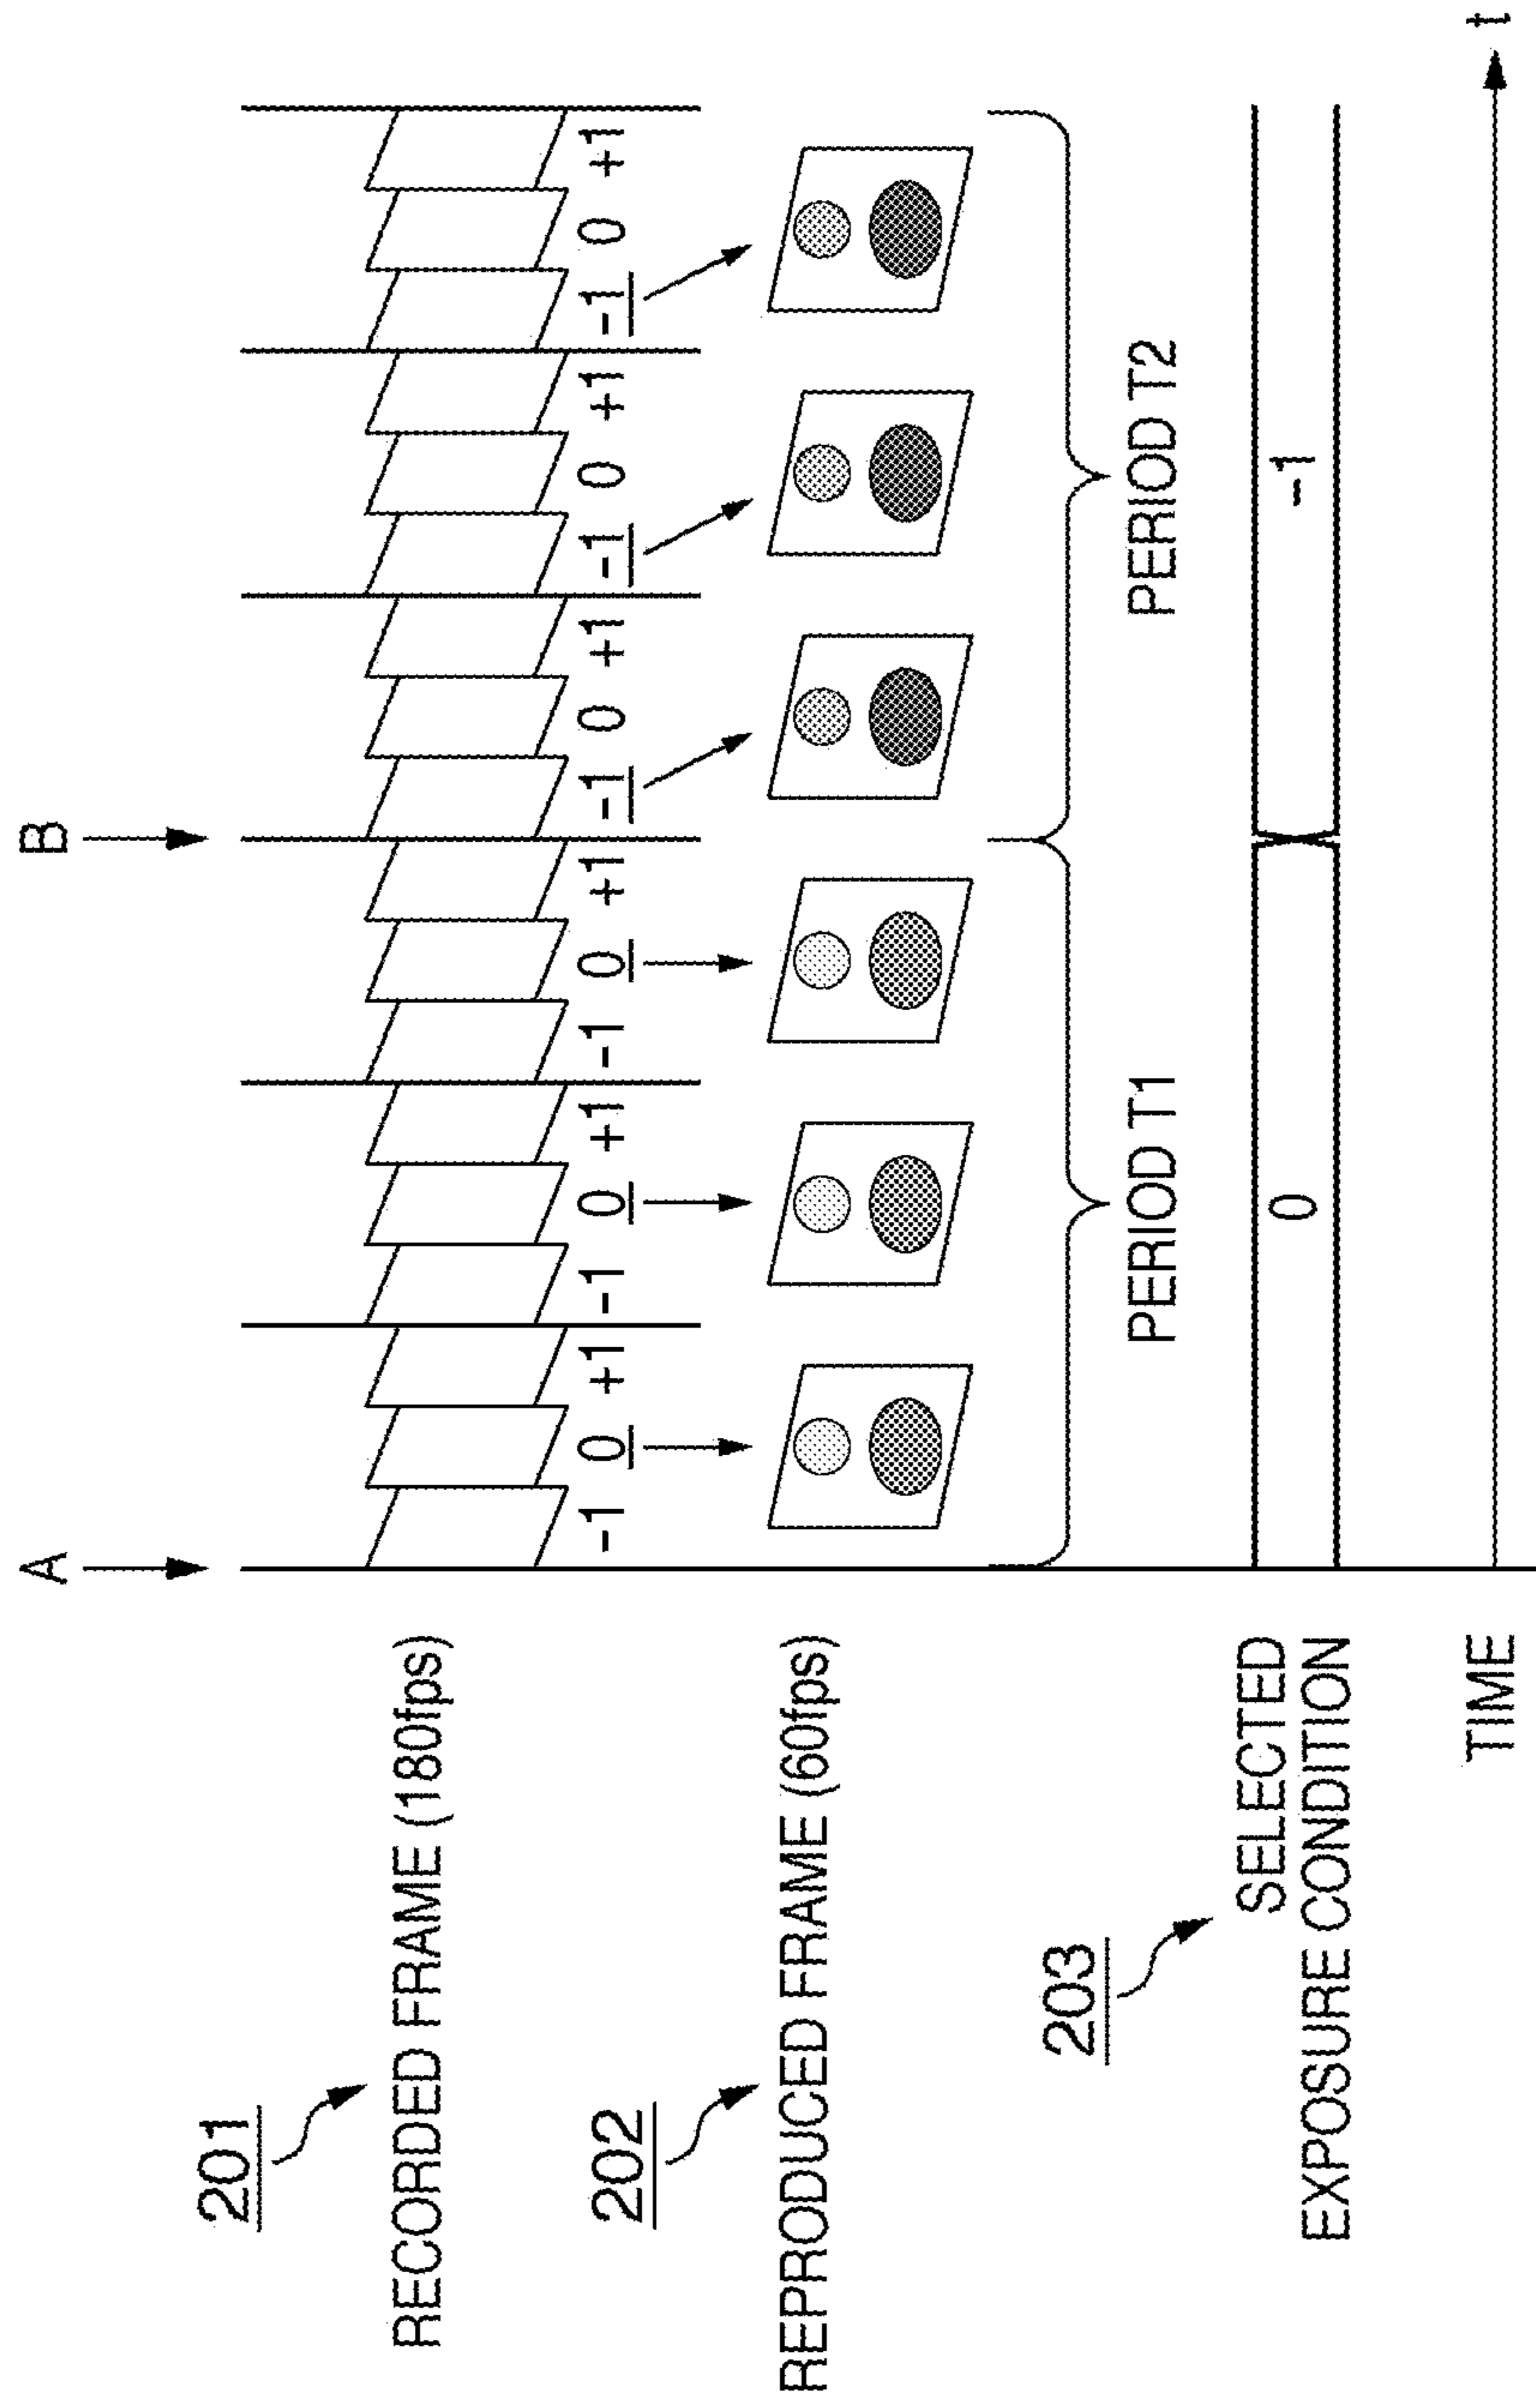 A B
201
RECORDED FRAME (180fps)
-1 0 +1 -1 0 +1 -1 0 +1 -1 0 +1 -1 0 +1 -1 0 +1
202
REPRODUCED FRAME (60fps)
PERIOD T1 PERIOD T2
203
SELECTED
EXPOSURE CONDITION
0 -1
TIME t